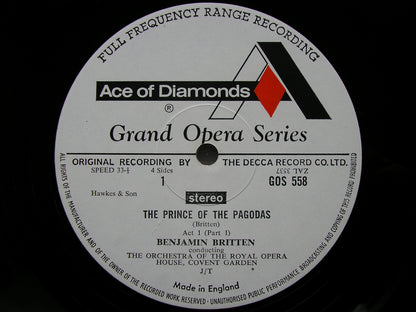 FULL FREQUENCY RANGE RECORDING
Ace of Diamonds
®
Grand Opera Series
ORIGINAL RECORDING BY THE DECCA RECORD CO. LTD.
SPEED 33⅓ 4 Sides
ZAL. 3537
1
GOS 558
Hawkes & Son
stereo
THE PRINCE OF THE PAGODAS
(Britten)
Act 1 (Part 1)
BENJAMIN BRITTEN
conducting
THE ORCHESTRA OF THE ROYAL OPERA
HOUSE, COVENT GARDEN
J/T
Made in England
ALL RIGHTS OF THE MANUFACTURER AND OF THE OWNER OF THE RECORDED WORK RESERVED · UNAUTHORISED PUBLIC PERFORMANCE BROADCASTING AND COPYING OF THIS RECORD PROHIBITED